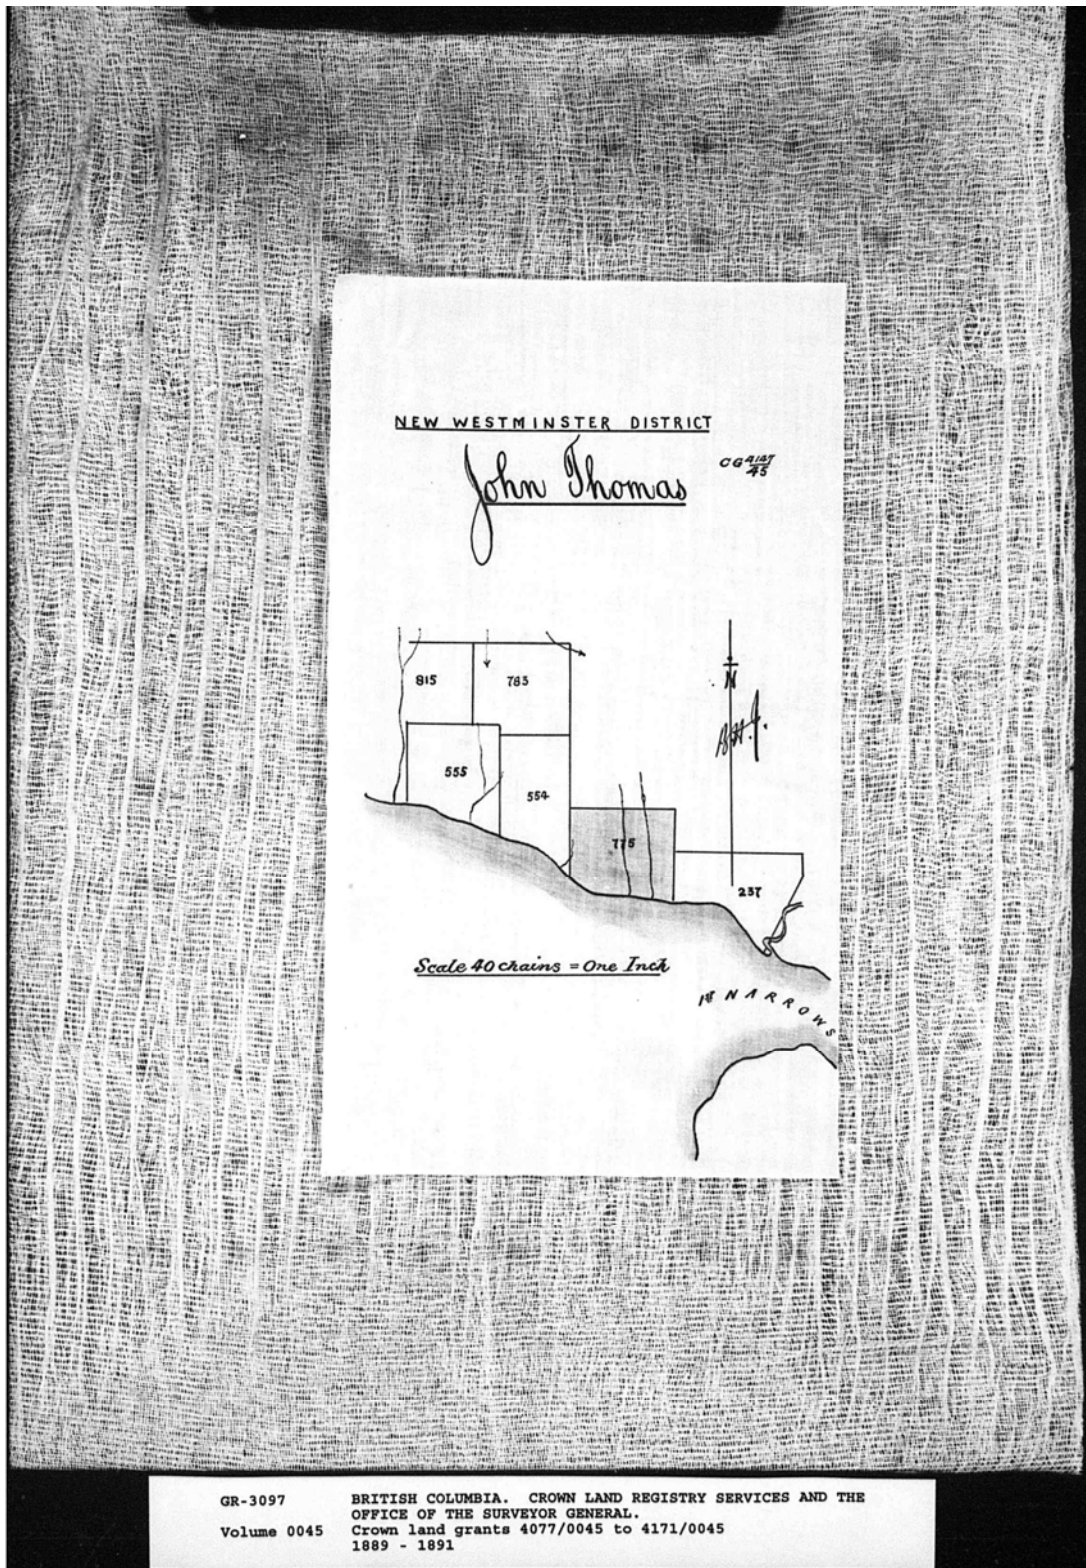 NEW WESTMINSTER DISTRICT
CG 4147/45
John Thomas
815
783
N
555
554
775
237
Scale 40 chains = One Inch
1st NARROWS
GR-3097 BRITISH COLUMBIA. CROWN LAND REGISTRY SERVICES AND THE
OFFICE OF THE SURVEYOR GENERAL.
Volume 0045 Crown land grants 4077/0045 to 4171/0045
1889 - 1891